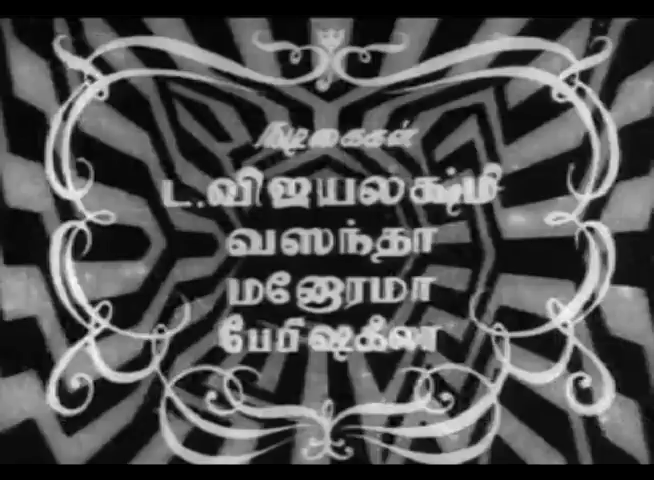 நடிகைகள்
ட.விஜயலக்ஷ்மி
வஸந்தா
மனோரமா
பேபிஷகீலா